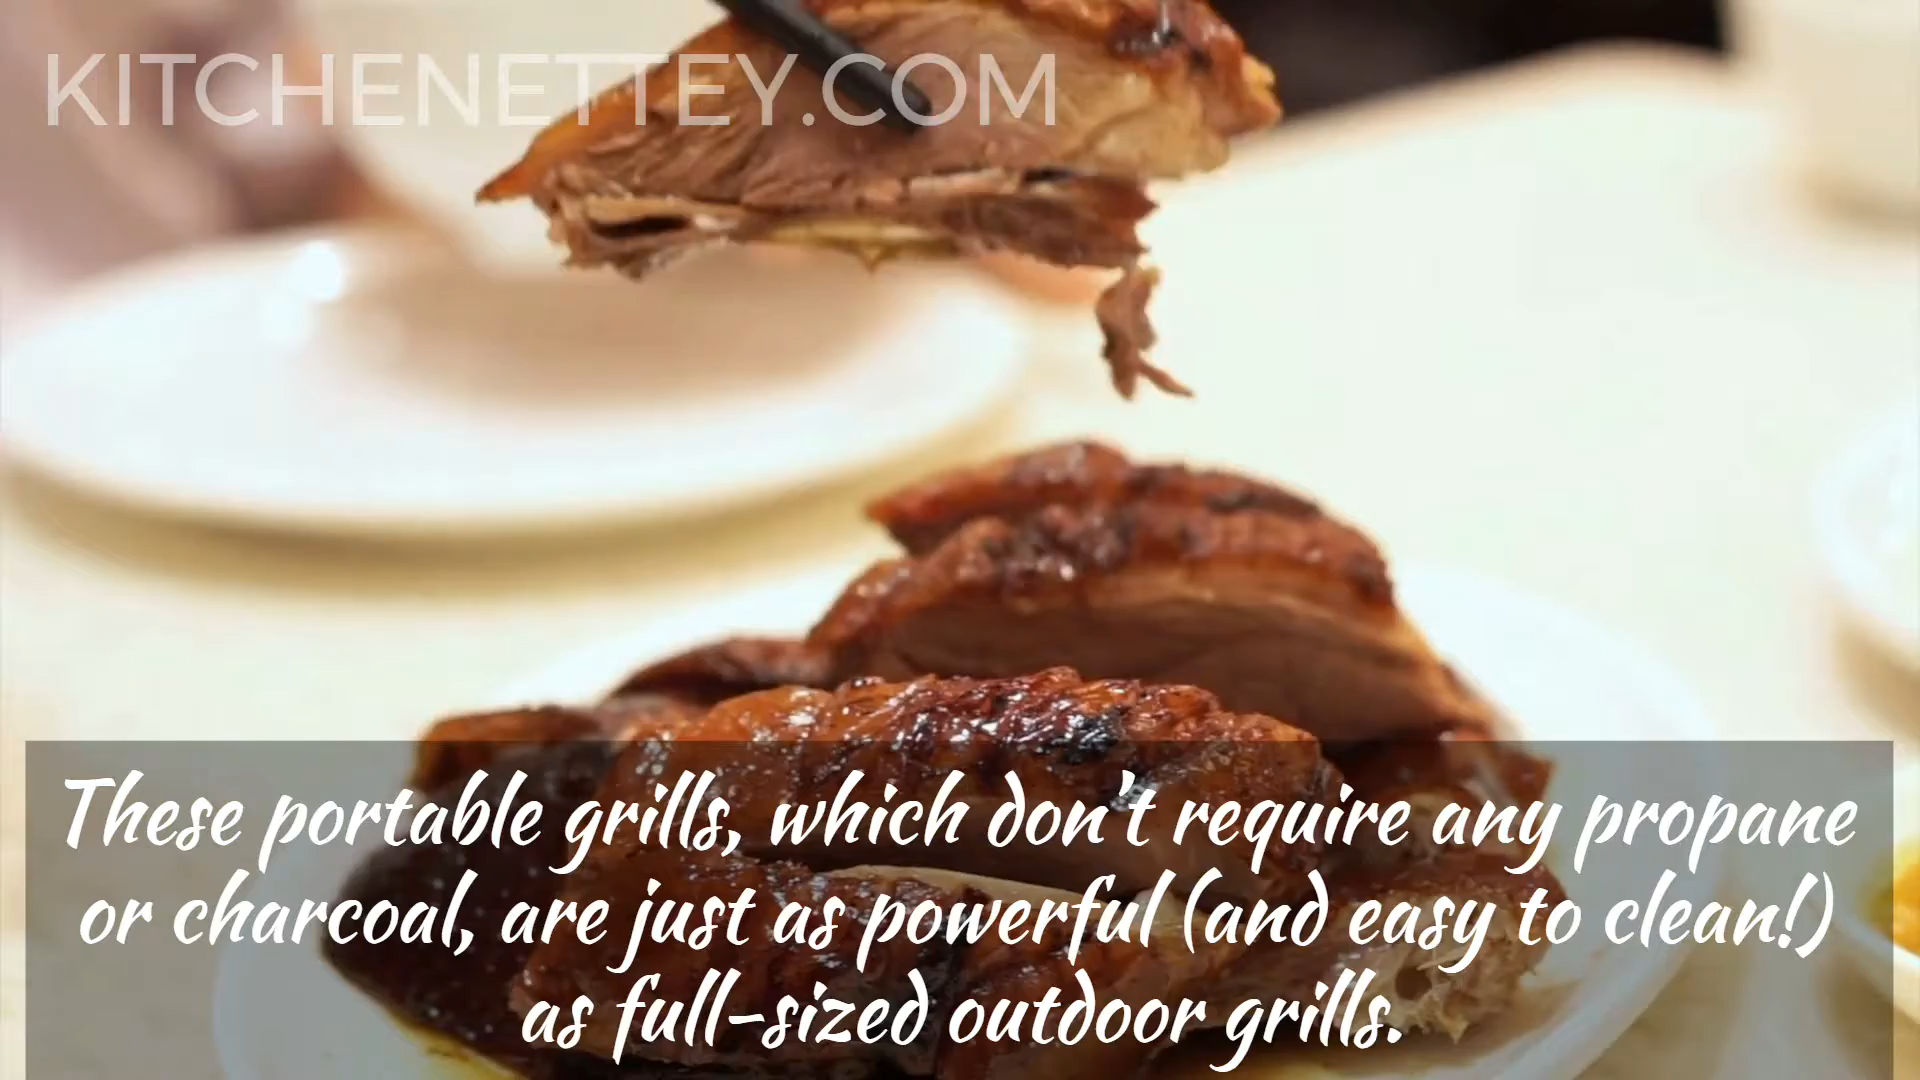 KITCHENETTEY.COM
These portable grills, which don't require any propane
or charcoal, are just as powerful (and easy to clean!)
as full-sized outdoor grills.